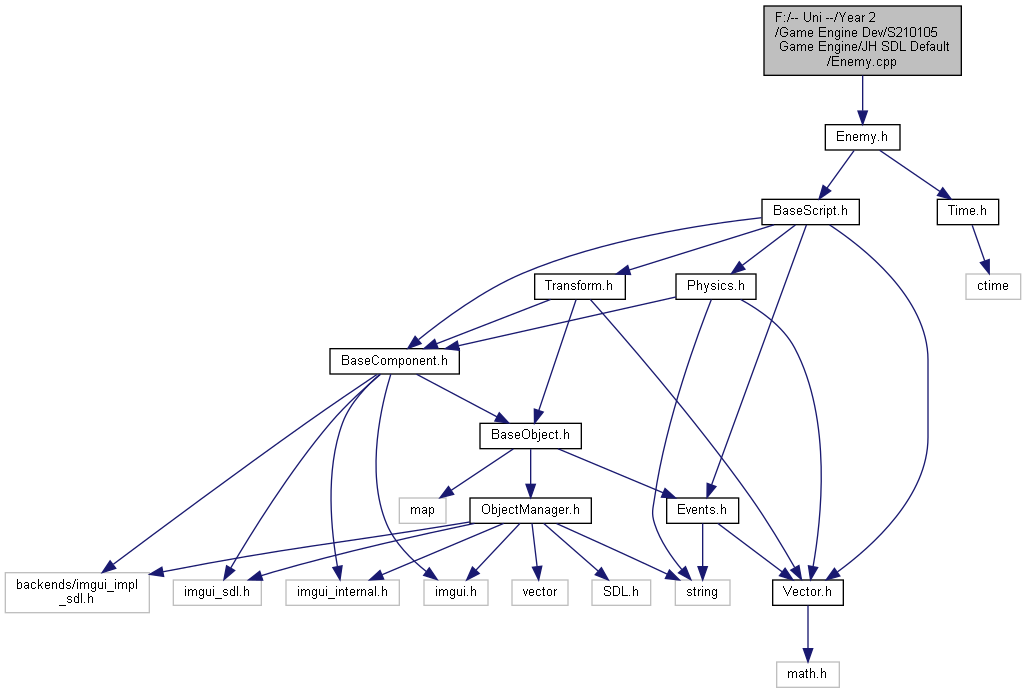 F:/-- Uni --/Year 2
/Game Engine Dev/S210105
Game Engine/JH SDL Default
/Enemy.cpp
Enemy.h
BaseScript.h
Time.h
Transform.h
Physics.h
ctime
BaseComponent.h
BaseObject.h
map
ObjectManager.h
Events.h
backends/imgui_impl
_sdl.h
imgui_sdl.h
imgui_internal.h
imgui.h
vector
SDL.h
string
Vector.h
math.h